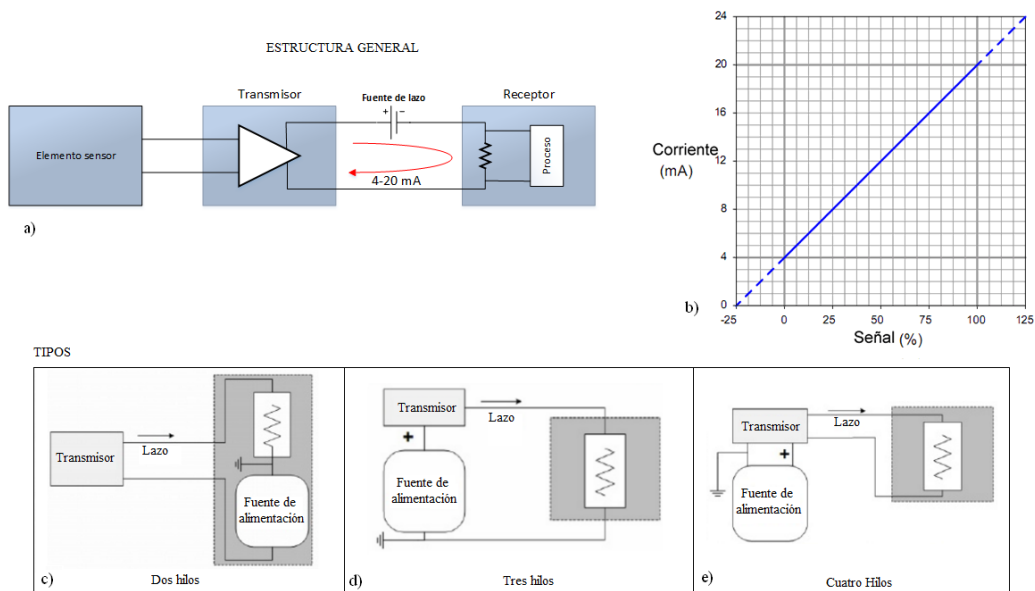 ESTRUCTURA GENERAL
Elemento sensor
Transmisor
Fuente de lazo
+ −
4-20 mA
Receptor
Proceso
a)
24
20
16
12
8
4
0
Corriente
(mA)
-25 0 25 50 75 100 125
Señal (%)
b)
TIPOS
Transmisor
Lazo
Fuente de
alimentación
c)
Dos hilos
Transmisor
Lazo
+
Fuente de
alimentación
d)
Tres hilos
Transmisor
Lazo
+
Fuente de
alimentación
e)
Cuatro Hilos